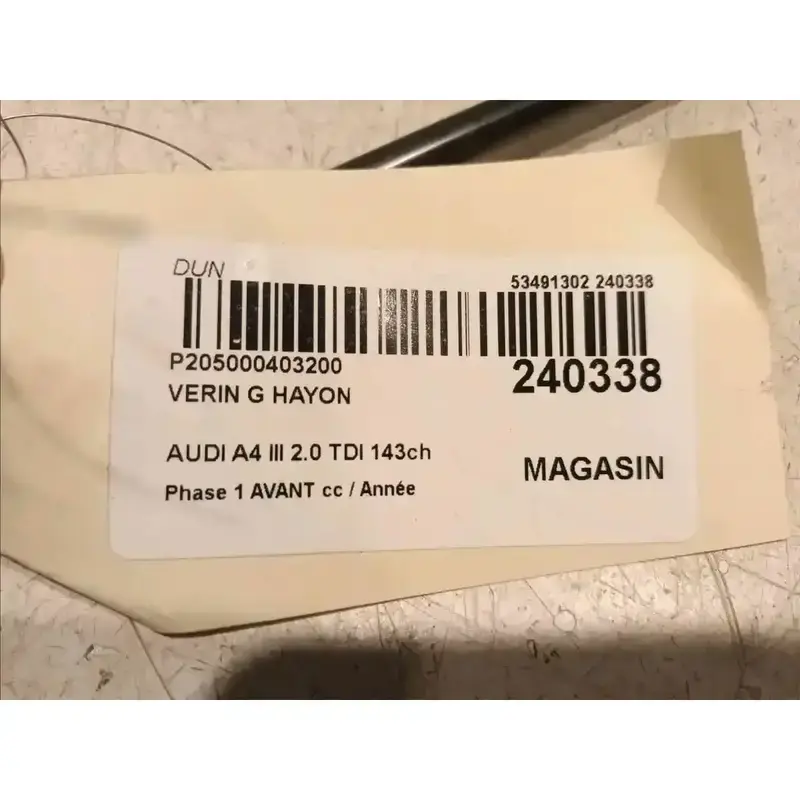 DUN
53491302 240338
P205000403200
240338
VERIN G HAYON
AUDI A4 III 2.0 TDI 143ch
MAGASIN
Phase 1 AVANT cc / Année